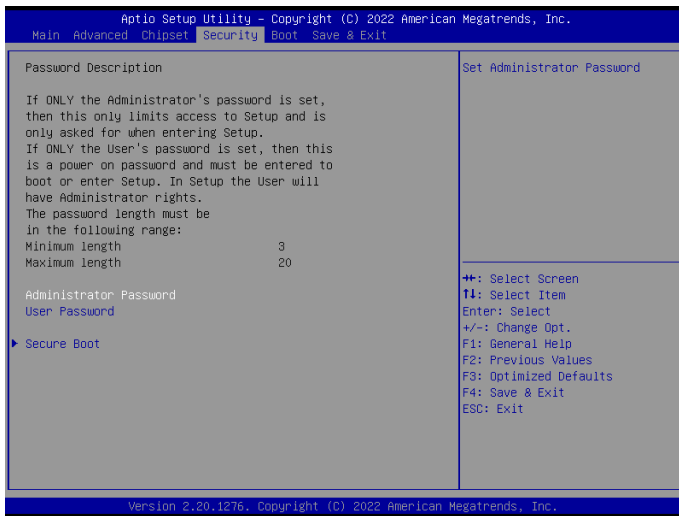 Aptio Setup Utility – Copyright (C) 2022 American Megatrends, Inc.
Main Advanced Chipset Security Boot Save & Exit
Password Description
If ONLY the Administrator's password is set,
then this only limits access to Setup and is
only asked for when entering Setup.
If ONLY the User's password is set, then this
is a power on password and must be entered to
boot or enter Setup. In Setup the User will
have Administrator rights.
The password length must be
in the following range:
Minimum length 3
Maximum length 20
Administrator Password
User Password
► Secure Boot
Set Administrator Password
→←: Select Screen
↑↓: Select Item
Enter: Select
+/-: Change Opt.
F1: General Help
F2: Previous Values
F3: Optimized Defaults
F4: Save & Exit
ESC: Exit
Version 2.20.1276. Copyright (C) 2022 American Megatrends, Inc.